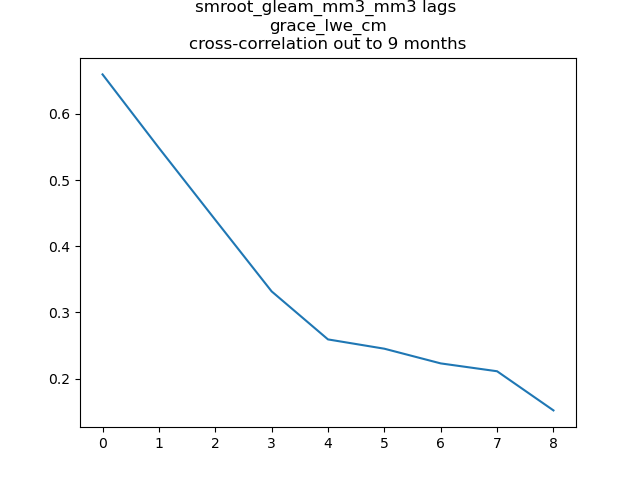 smroot_gleam_mm3_mm3 lags
grace_lwe_cm
cross-correlation out to 9 months
0.6
0.5
0.4
0.3
0.2
0 1 2 3 4 5 6 7 8